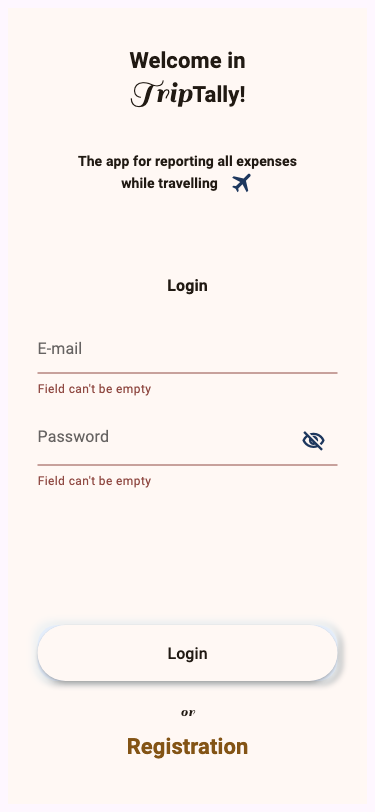 Welcome in
TripTally!
The app for reporting all expenses
while travelling
Login
E-mail
Field can't be empty
Password
Field can't be empty
Login
or
Registration